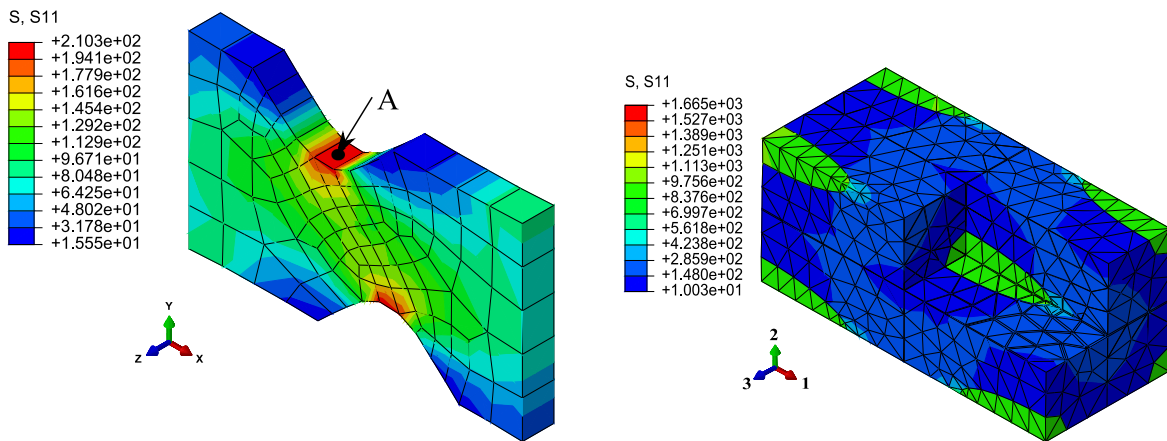 S, S11
+2.103e+02
+1.941e+02
+1.779e+02
+1.616e+02
+1.454e+02
+1.292e+02
+1.129e+02
+9.671e+01
+8.048e+01
+6.425e+01
+4.802e+01
+3.178e+01
+1.555e+01
A
Y
Z
X
S, S11
+1.665e+03
+1.527e+03
+1.389e+03
+1.251e+03
+1.113e+03
+9.756e+02
+8.376e+02
+6.997e+02
+5.618e+02
+4.238e+02
+2.859e+02
+1.480e+02
+1.003e+01
2
3
1